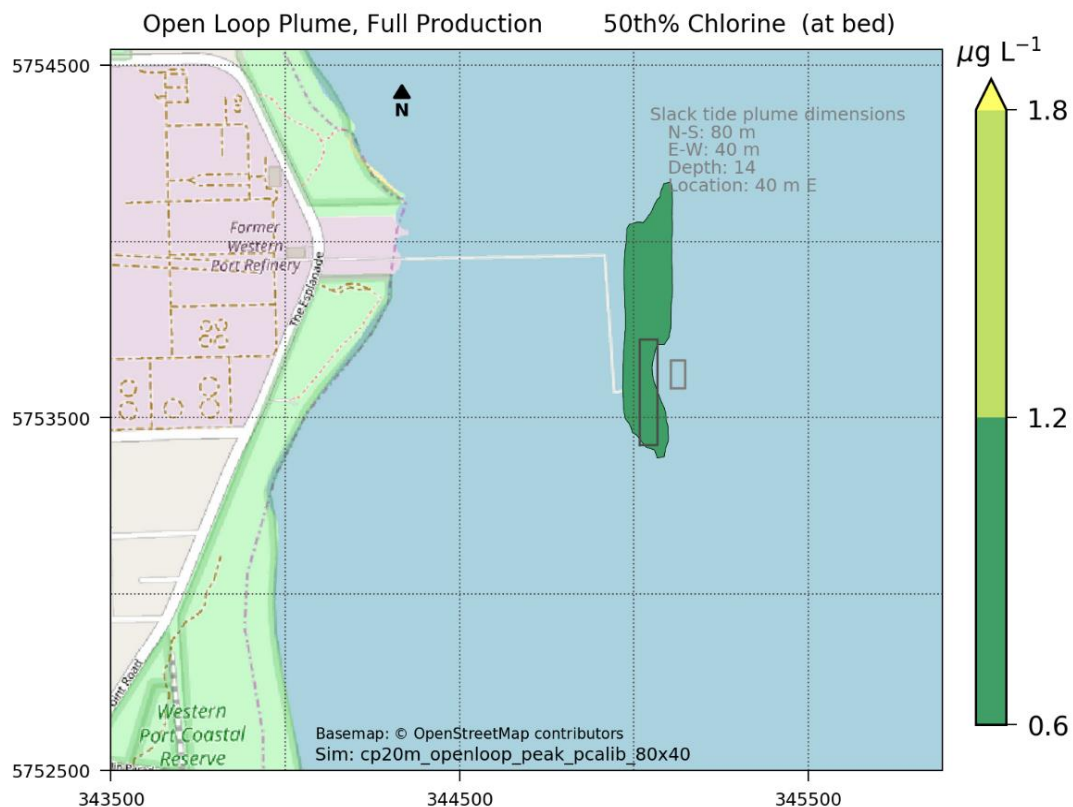 Open Loop Plume, Full Production 50th% Chlorine (at bed)
μg L⁻¹
5754500
N
Slack tide plume dimensions
N-S: 80 m
E-W: 40 m
Depth: 14
Location: 40 m E
1.8
Former
Western
Port Refinery
The Esplanade
5753500
1.2
oint Road
Western
Port Coastal
Reserve
Basemap: © OpenStreetMap contributors
Sim: cp20m_openloop_peak_pcalib_80x40
0.6
5752500
343500
344500
345500